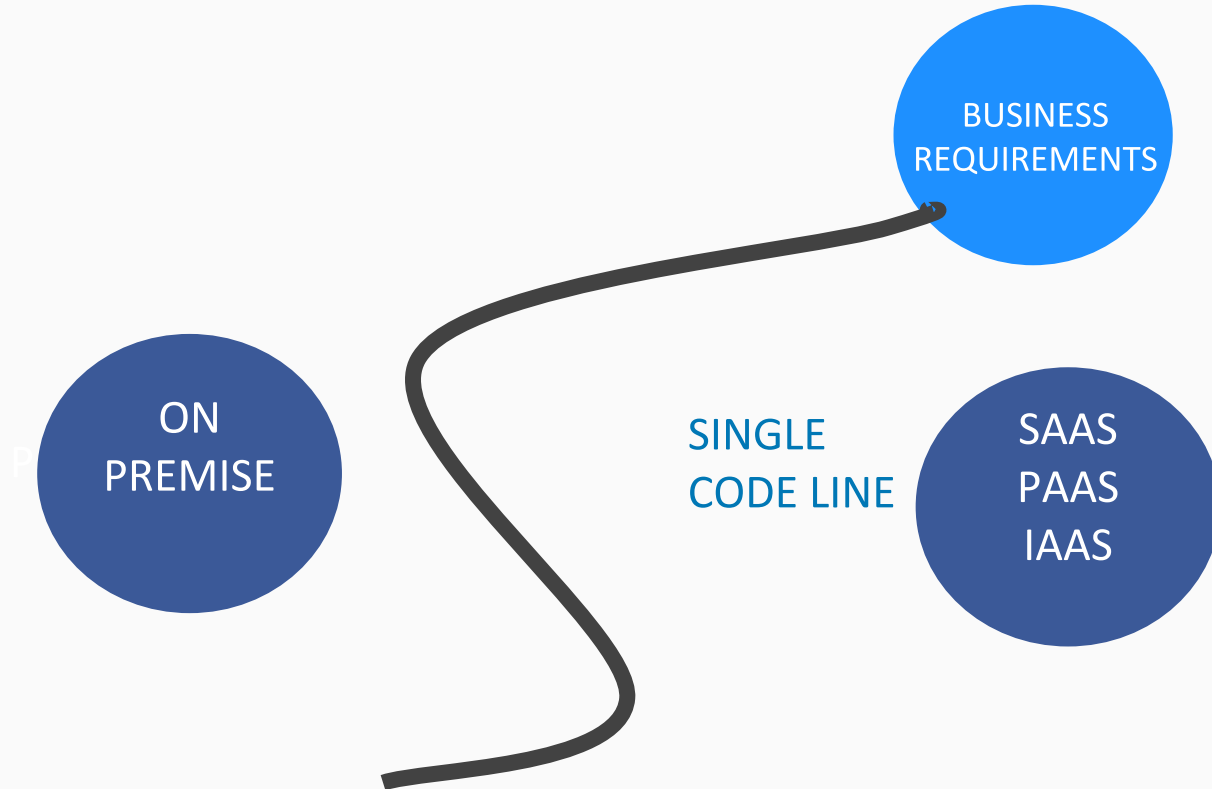 BUSINESS
REQUIREMENTS
ON
PREMISE
SINGLE
CODE LINE
SAAS
PAAS
IAAS